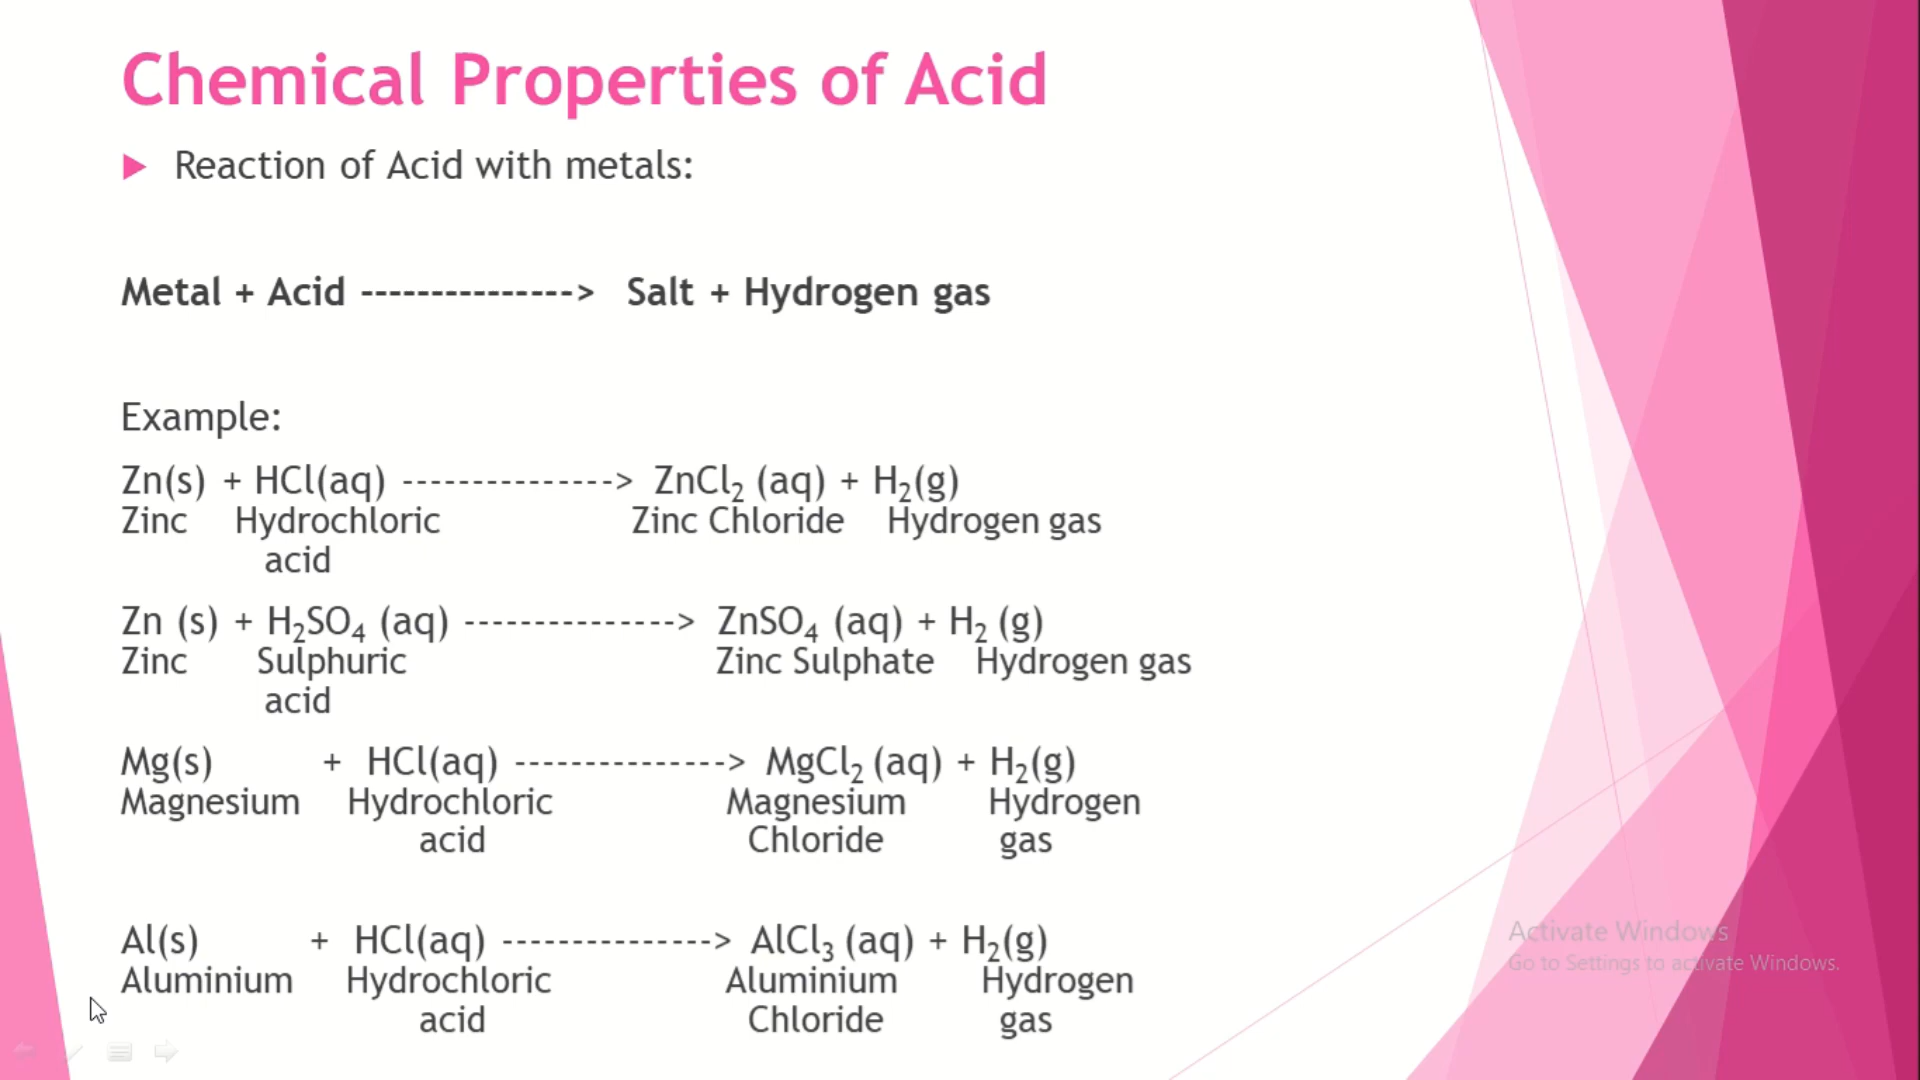 Chemical Properties of Acid
Reaction of Acid with metals:
Metal + Acid ---------------> Salt + Hydrogen gas
Example:
Zn(s) + HCl(aq) ---------------> ZnCl₂ (aq) + H₂(g)
Zinc Hydrochloric Zinc Chloride Hydrogen gas
acid
Zn (s) + H₂SO₄ (aq) ---------------> ZnSO₄ (aq) + H₂ (g)
Zinc Sulphuric Zinc Sulphate Hydrogen gas
acid
Mg(s) + HCl(aq) ---------------> MgCl₂ (aq) + H₂(g)
Magnesium Hydrochloric Magnesium Hydrogen
acid Chloride gas
Al(s) + HCl(aq) ---------------> AlCl₃ (aq) + H₂(g)
Aluminium Hydrochloric Aluminium Hydrogen
acid Chloride gas
Activate Windows
Go to Settings to activate Windows.